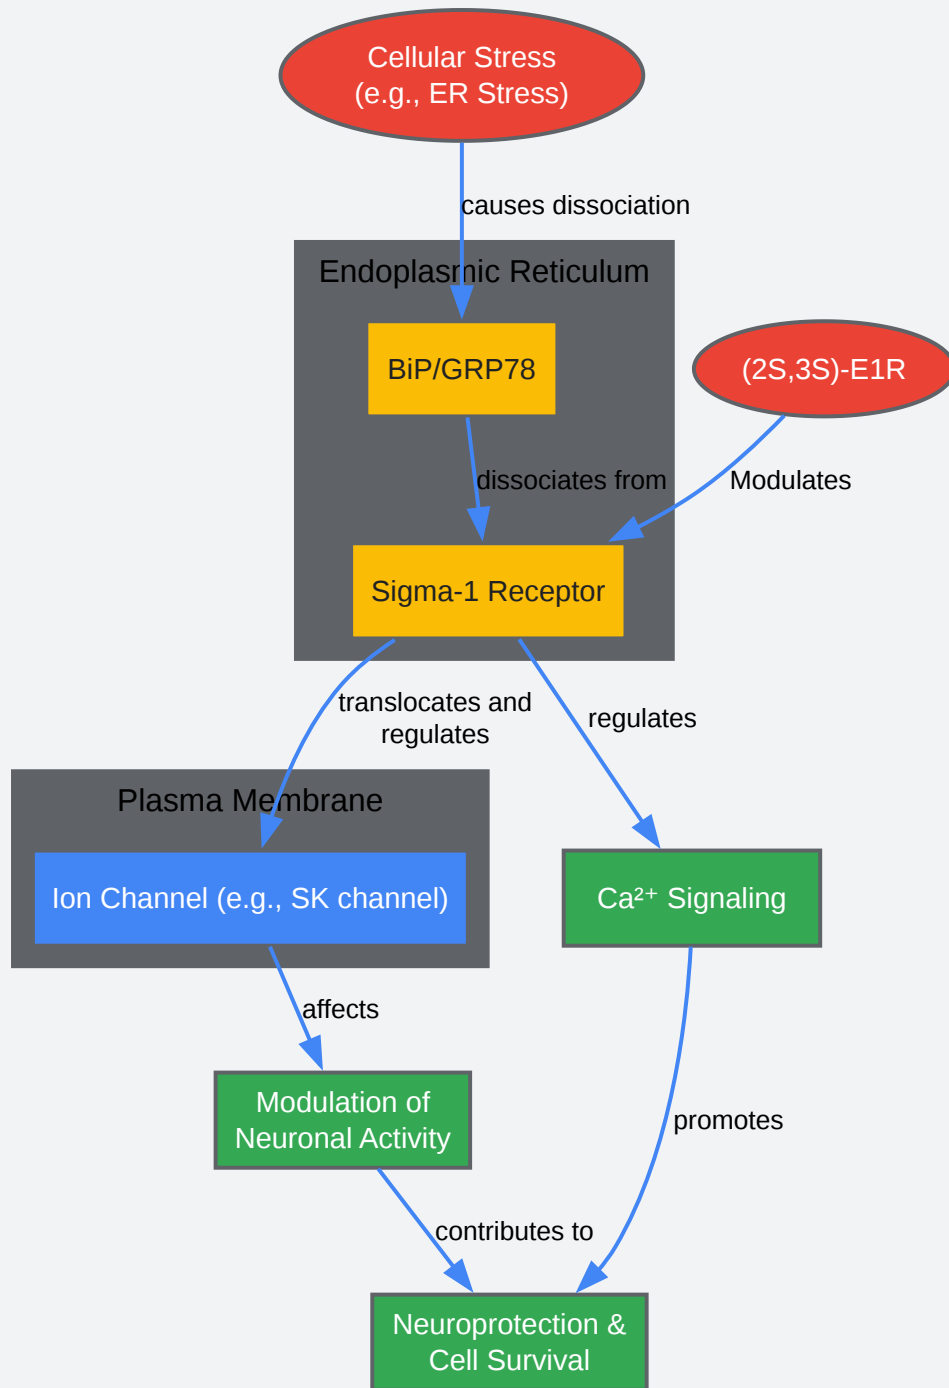 Cellular Stress
(e.g., ER Stress)
causes dissociation
Endoplasmic Reticulum
BiP/GRP78
(2S,3S)-E1R
dissociates from
Modulates
Sigma-1 Receptor
translocates and
regulates
regulates
Plasma Membrane
Ion Channel (e.g., SK channel)
Ca²⁺ Signaling
affects
Modulation of
Neuronal Activity
promotes
contributes to
Neuroprotection &
Cell Survival